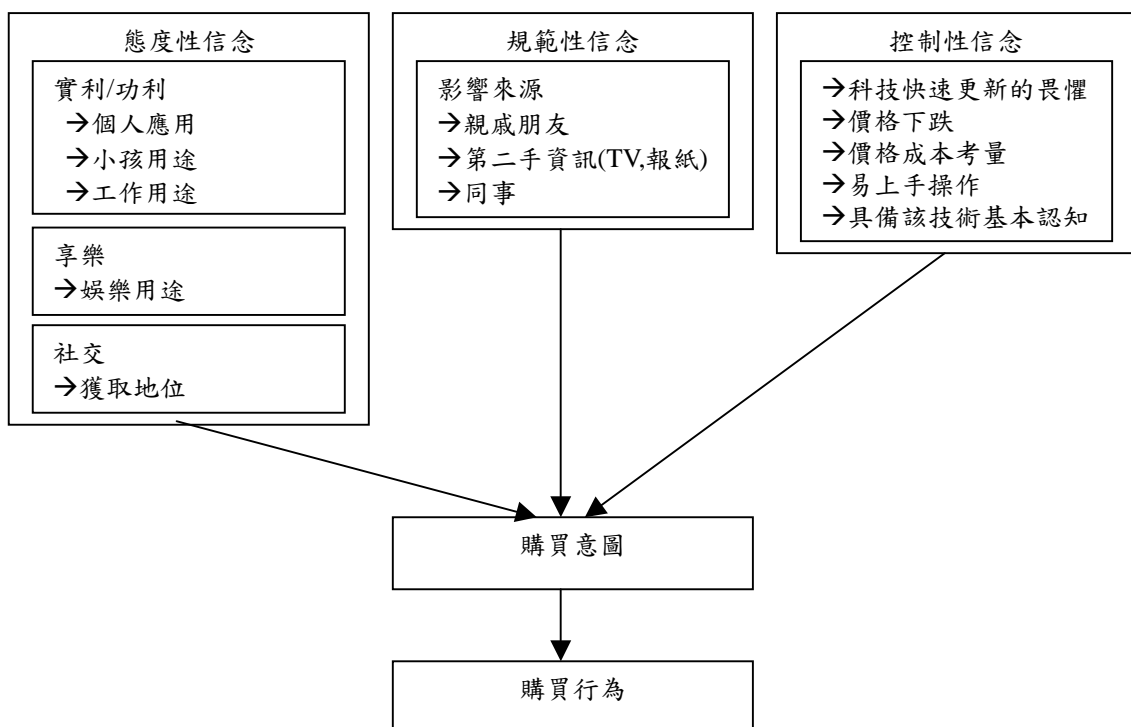 態度性信念
實利/功利
→個人應用
→小孩用途
→工作用途
享樂
→娛樂用途
社交
→獲取地位
規範性信念
影響來源
→親戚朋友
→第二手資訊(TV,報紙)
→同事
控制性信念
→科技快速更新的畏懼
→價格下跌
→價格成本考量
→易上手操作
→具備該技術基本認知
購買意圖
購買行為